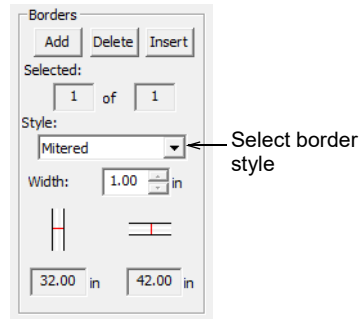 Borders
Add Delete Insert
Selected:
1 of 1
Style:
Mitered
Select border
style
Width: 1.00 in
32.00 in 42.00 in